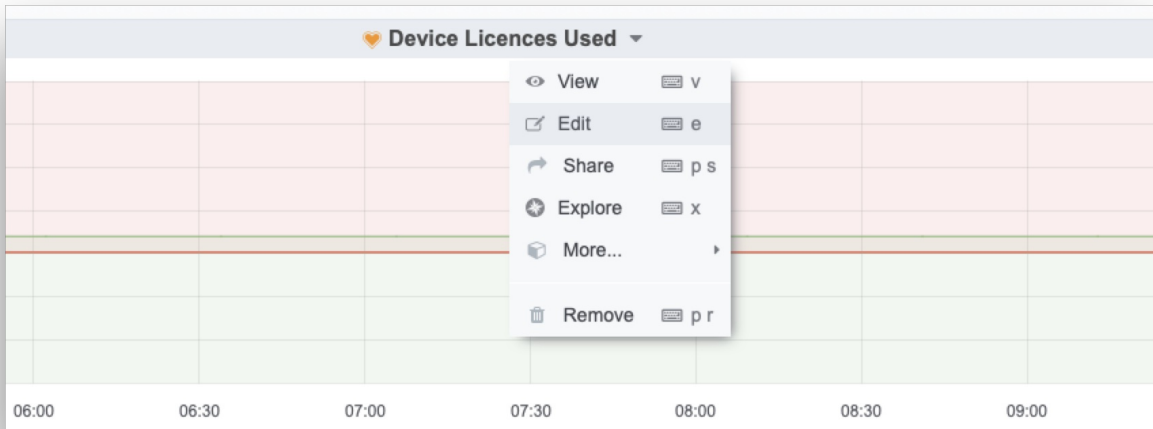 Device Licences Used
View v
Edit e
Share p s
Explore x
More...
Remove p r
06:00 06:30 07:00 07:30 08:00 08:30 09:00